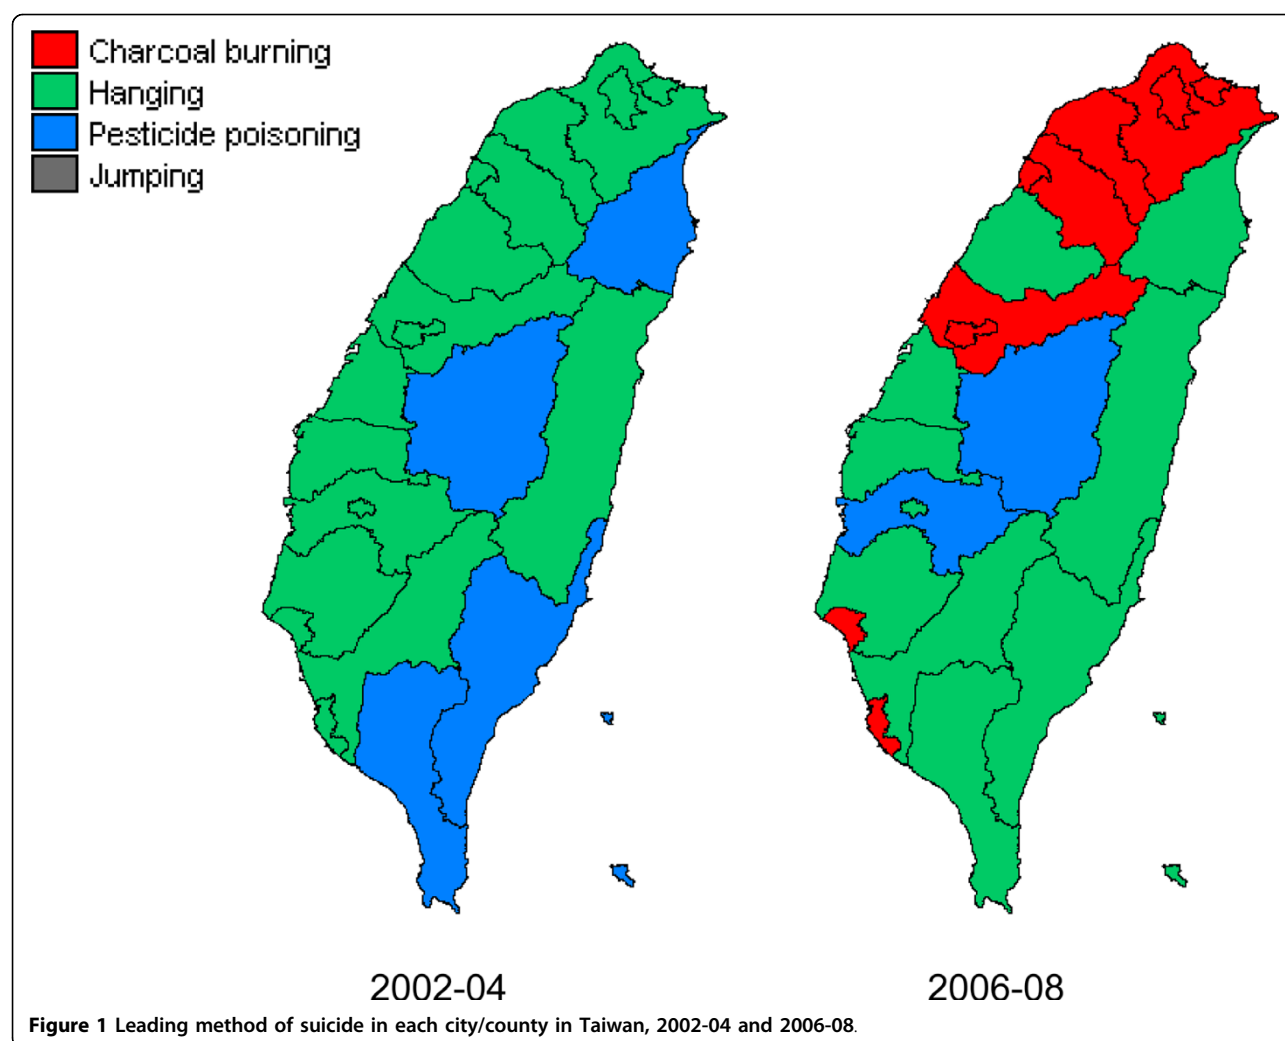 Charcoal burning
Hanging
Pesticide poisoning
Jumping
2002-04
2006-08
Figure 1 Leading method of suicide in each city/county in Taiwan, 2002-04 and 2006-08.